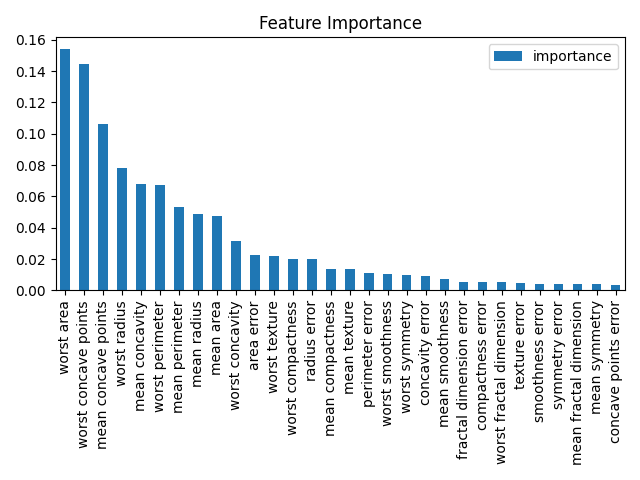 Feature Importance
importance
0.16
0.14
0.12
0.10
0.08
0.06
0.04
0.02
0.00
worst area
worst concave points
mean concave points
worst radius
mean concavity
worst perimeter
mean perimeter
mean radius
mean area
worst concavity
area error
worst texture
worst compactness
radius error
mean compactness
mean texture
perimeter error
worst smoothness
worst symmetry
concavity error
mean smoothness
fractal dimension error
compactness error
worst fractal dimension
texture error
smoothness error
symmetry error
mean fractal dimension
mean symmetry
concave points error